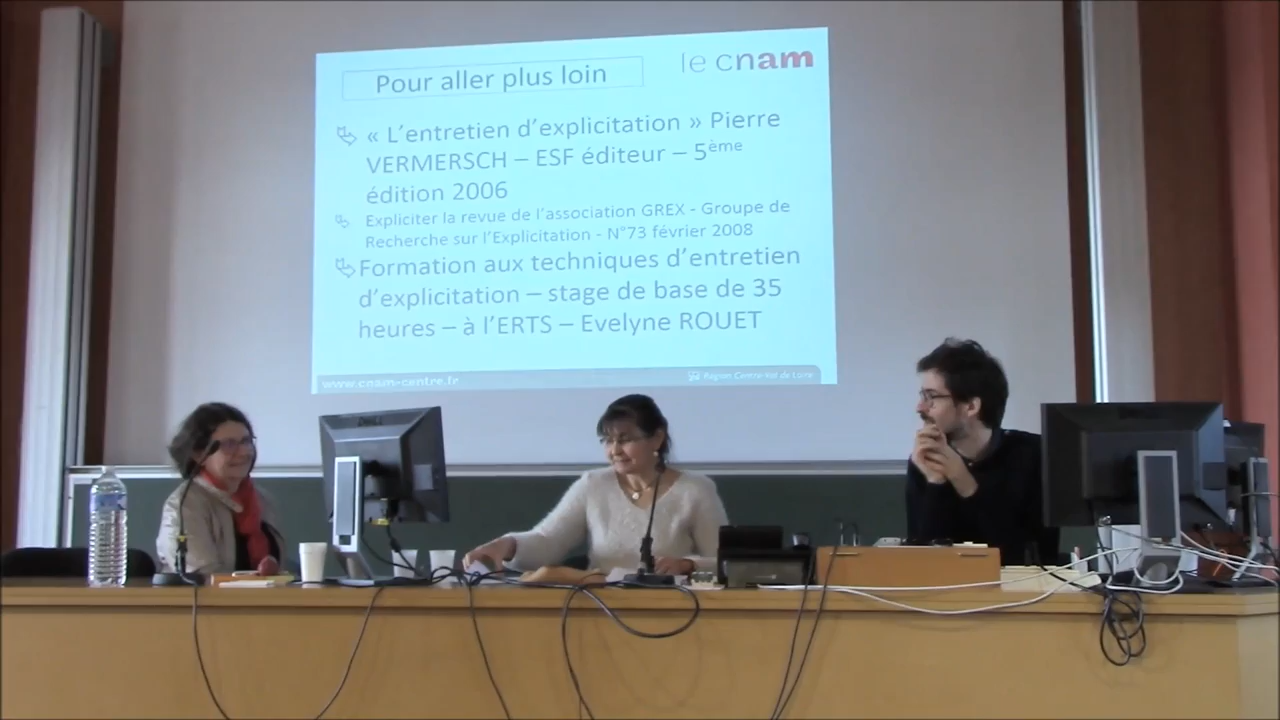 Pour aller plus loin
le cnam
« L'entretien d'explicitation » Pierre
VERMERSCH – ESF éditeur – 5ème
édition 2006
Expliciter la revue de l'association GREX - Groupe de
Recherche sur l'Explicitation - N°73 février 2008
Formation aux techniques d'entretien
d'explicitation – stage de base de 35
heures – à l'ERTS – Evelyne ROUET
www.cnam-centre.fr
Région Centre-Val de Loire
DELL